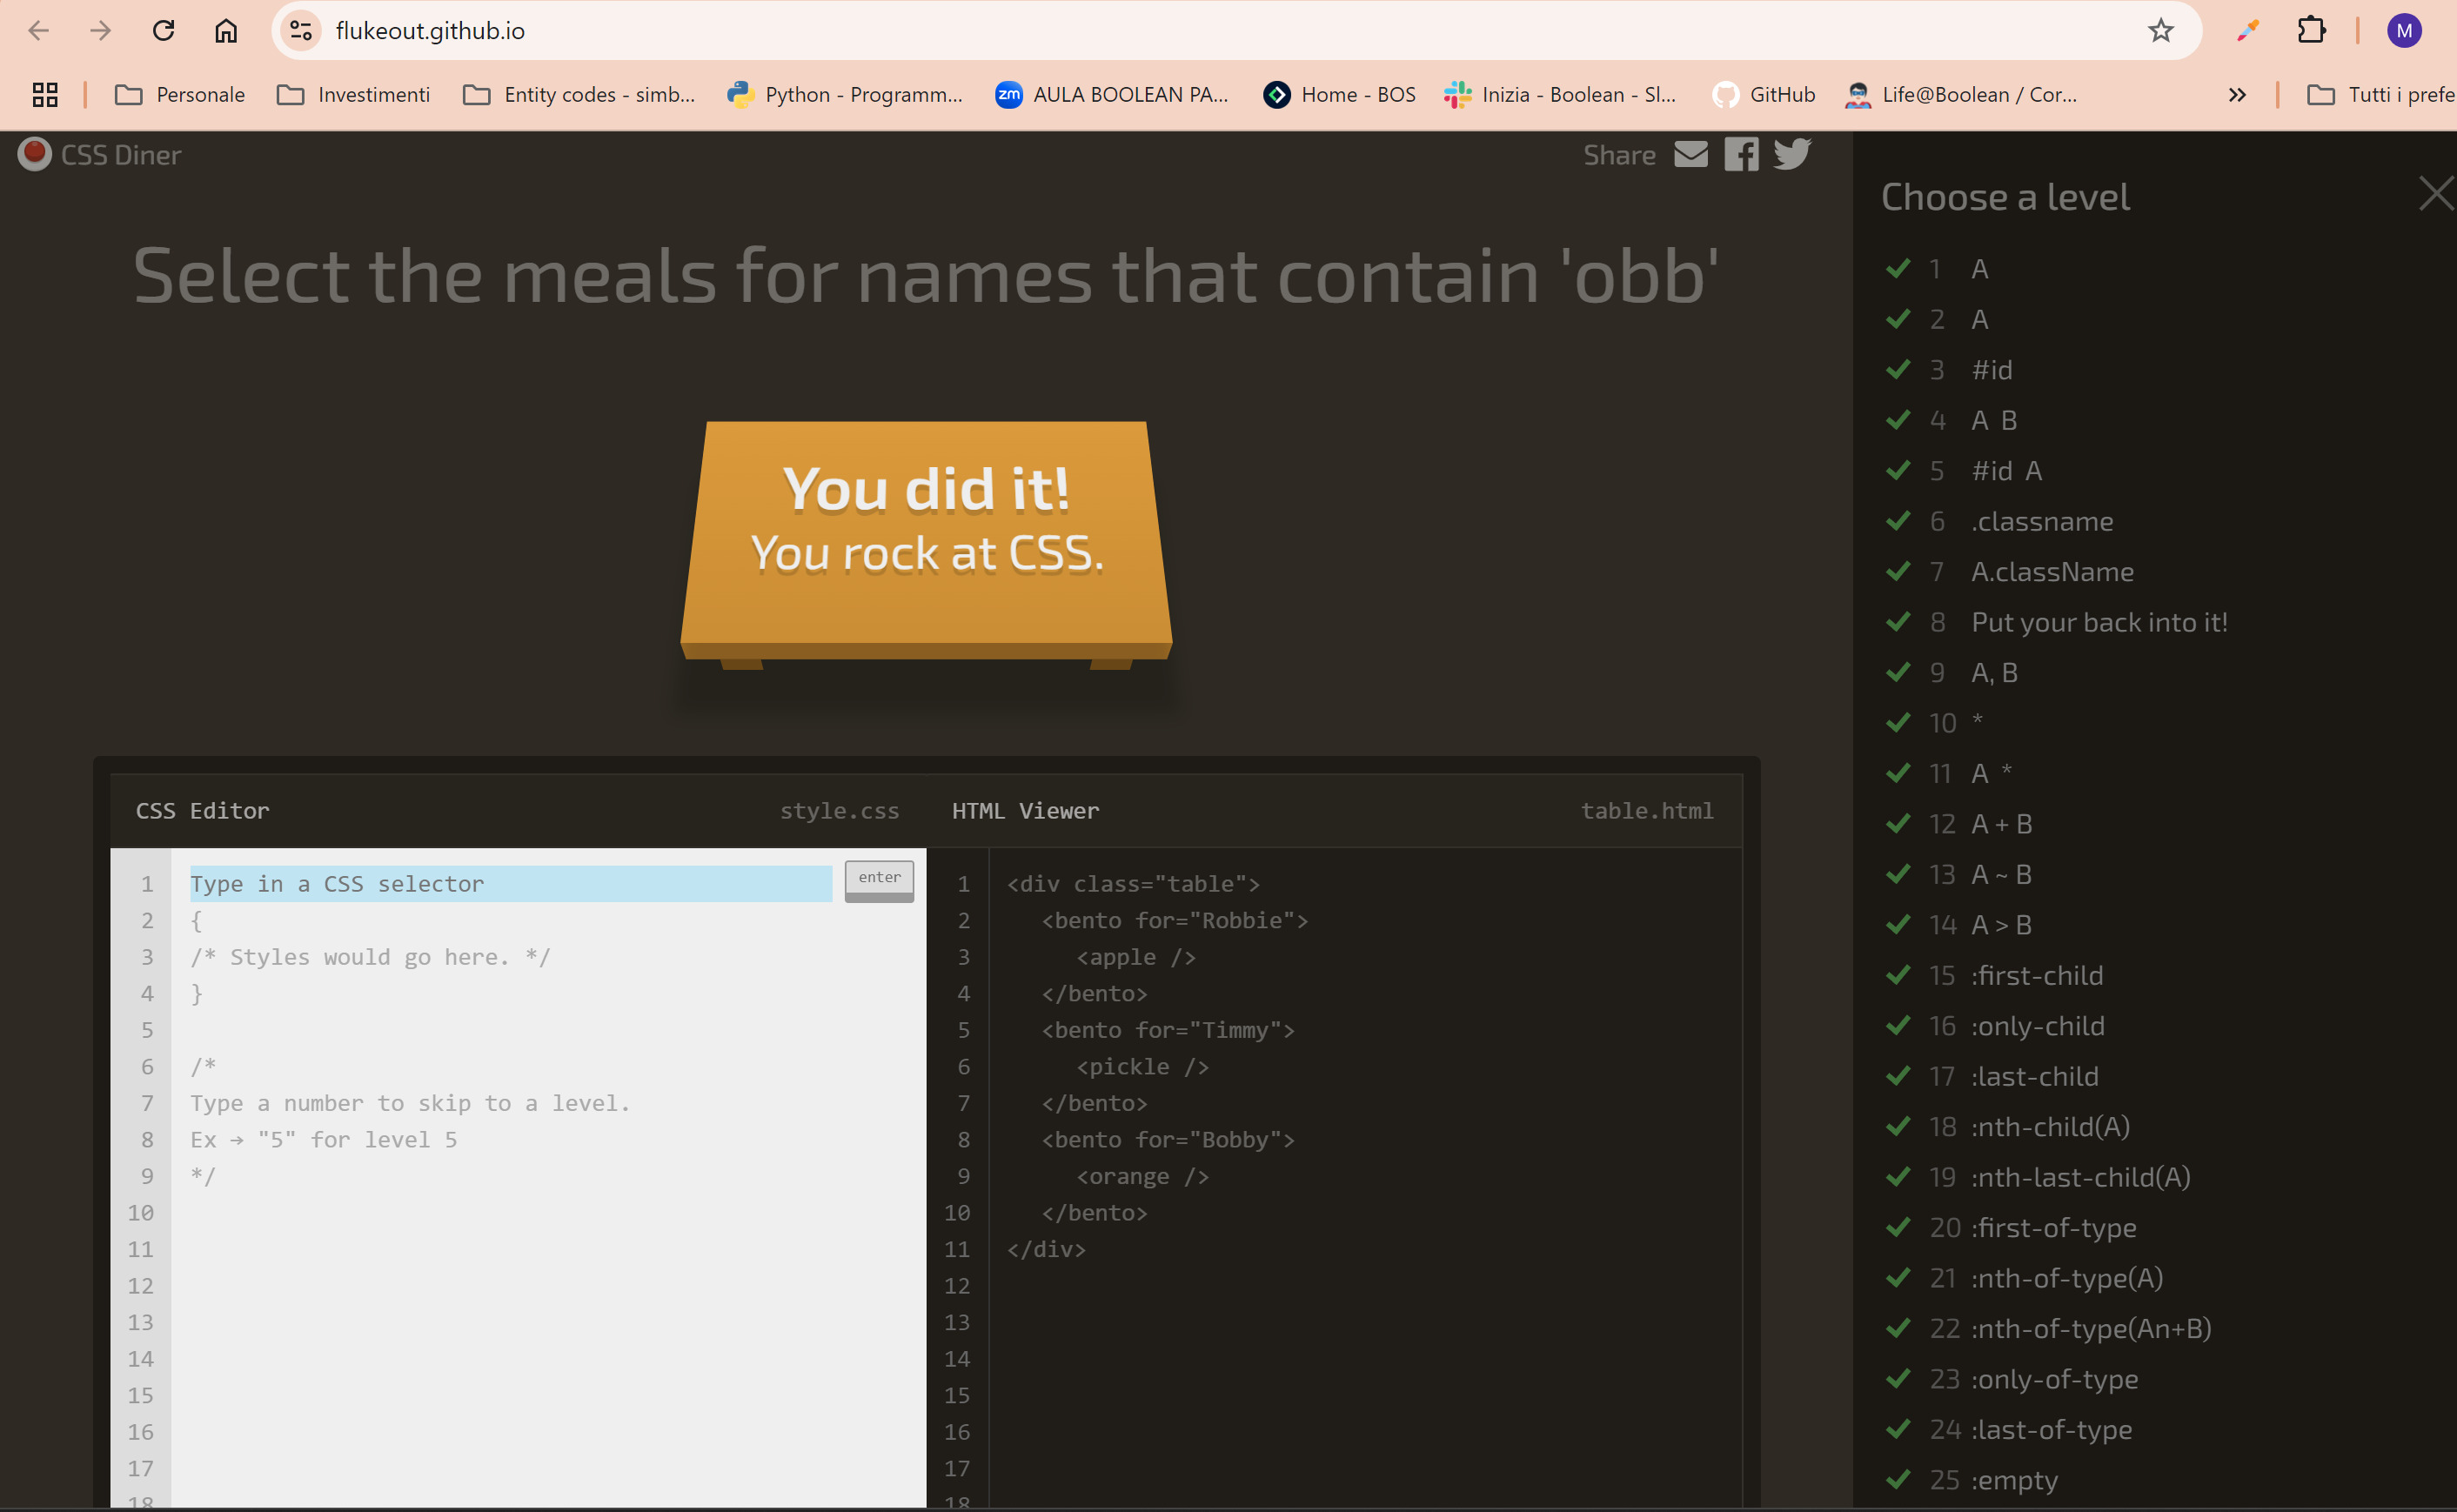 flukeout.github.io
M
Personale
Investimenti
Entity codes - simb...
Python - Programm...
zm
AULA BOOLEAN PA...
Home - BOS
Inizia - Boolean - Sl...
GitHub
Life@Boolean / Cor...
Tutti i prefe
CSS Diner
Share
Select the meals for names that contain 'obb'
You did it!
You rock at CSS.
CSS Editor
style.css
HTML Viewer
table.html
1 Type in a CSS selector
enter
2 {
3 /* Styles would go here. */
4 }
5
6 /*
7 Type a number to skip to a level.
8 Ex → "5" for level 5
9 */
10
11
12
13
14
15
16
17
18
1 <div class="table">
2 <bento for="Robbie">
3 <apple />
4 </bento>
5 <bento for="Timmy">
6 <pickle />
7 </bento>
8 <bento for="Bobby">
9 <orange />
10 </bento>
11 </div>
12
13
14
15
16
17
18
Choose a level
1 A
2 A
3 #id
4 A B
5 #id A
6 .classname
7 A.className
8 Put your back into it!
9 A, B
10 *
11 A *
12 A + B
13 A ~ B
14 A > B
15 :first-child
16 :only-child
17 :last-child
18 :nth-child(A)
19 :nth-last-child(A)
20 :first-of-type
21 :nth-of-type(A)
22 :nth-of-type(An+B)
23 :only-of-type
24 :last-of-type
25 :empty